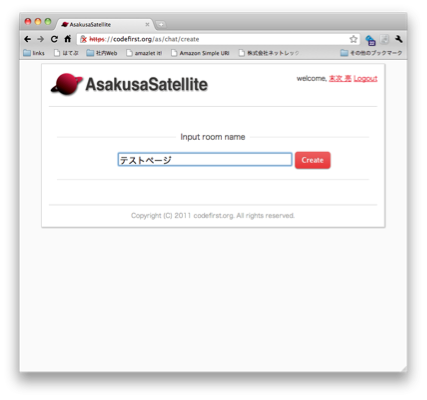 AsakusaSatellite
https://codefirst.org/as/chat/create
links はてぶ 社内Web amazlet it! Amazon Simple URI 株式会社ネットレック その他のブックマーク
AsakusaSatellite
welcome, 末次 亮 Logout
Input room name
テストページ Create
Copyright (C) 2011 codefirst.org. All rights reserved.